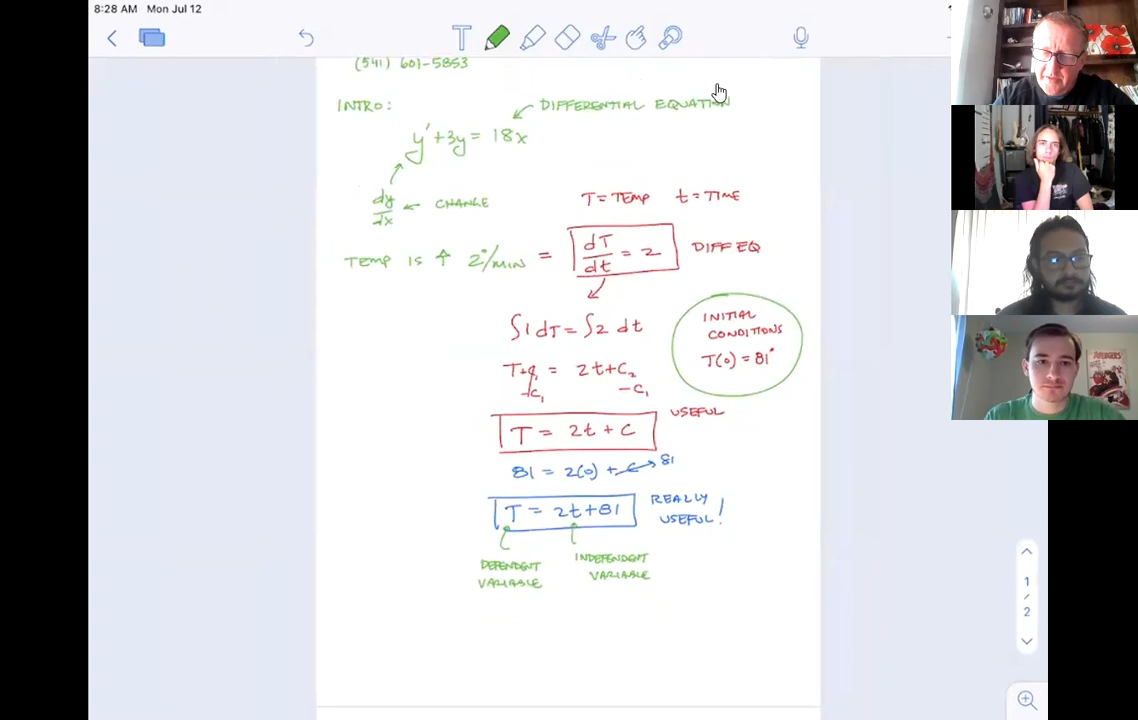 8:28 AM Mon Jul 12
(541) 601-5853
INTRO:
DIFFERENTIAL EQUATION
y' + 3y = 18x
dy/dx ← CHANGE
T = TEMP t = TIME
TEMP IS ↑ 2°/MIN = dT/dt = 2 DIFF EQ
∫1 dT = ∫2 dt
INITIAL
CONDITIONS
T(0) = 81°
T+C₁ = 2t+C₂
-C₁ -C₁
USEFUL
T = 2t + C
81 = 2(0) + C 81
T = 2t+81
REALLY
USEFUL!
DEPENDENT
VARIABLE
INDEPENDENT
VARIABLE
1
/
2
AVENGERS